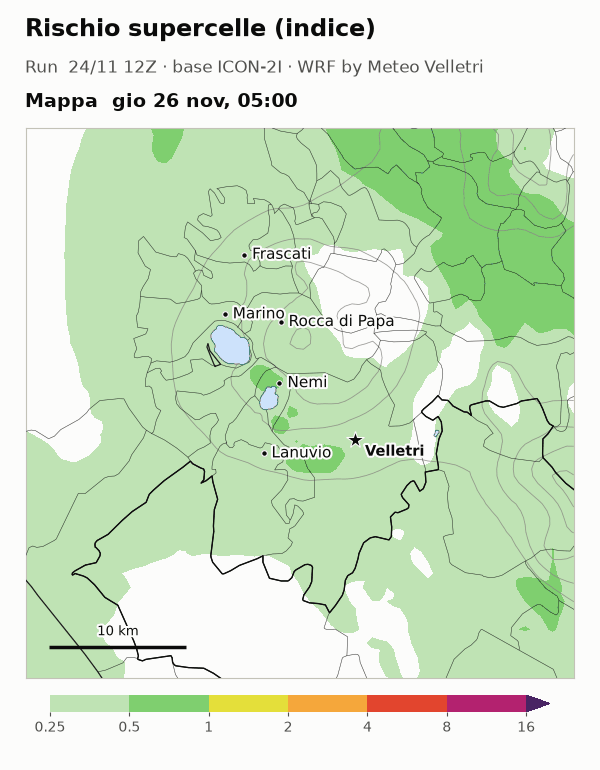 Rischio supercelle (indice)
Run  24/11 12Z · base ICON-2I · WRF by Meteo Velletri
Mappa  gio 26 nov, 05:00
Frascati
Marino
Rocca di Papa
Nemi
Velletri
Lanuvio
10 km
0.25 0.5 1 2 4 8 16